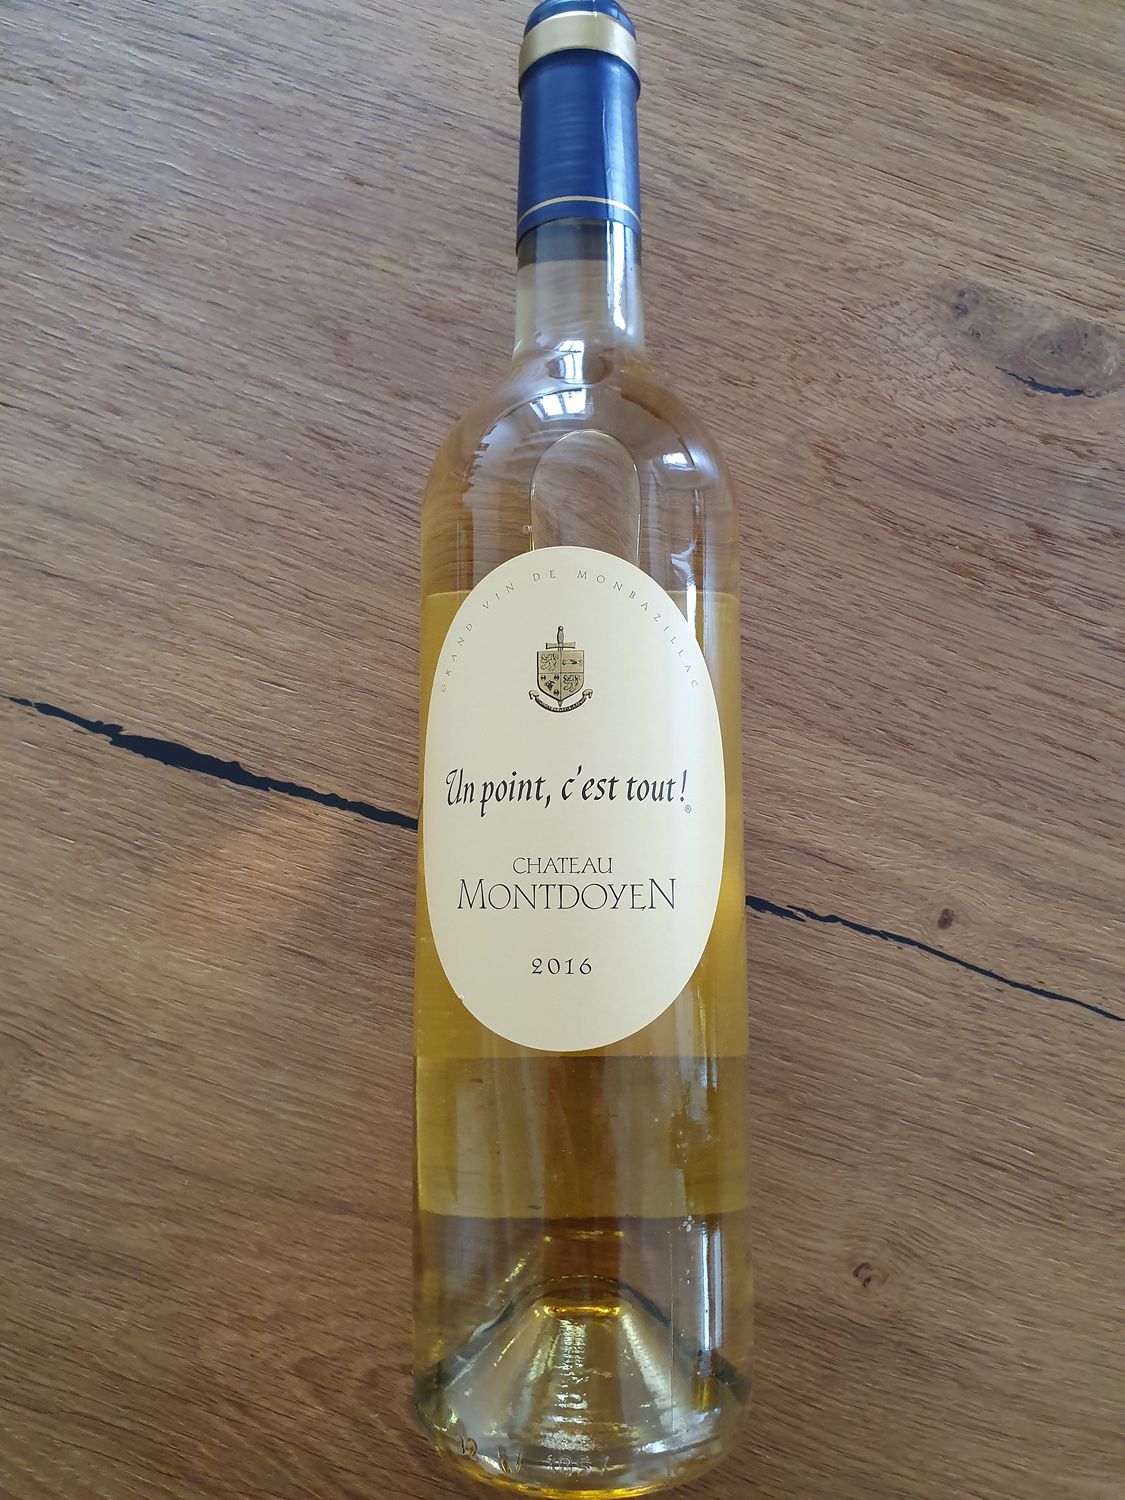 GRAND VIN DE MONBAZILLAC
Un point, c'est tout!
®
CHATEAU
MONTDOYEN
2016